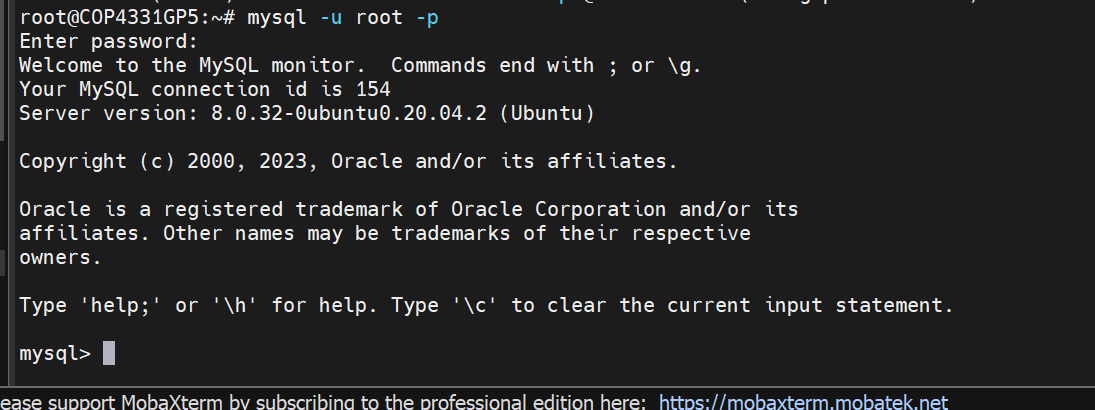 root@COP4331GP5:~# mysql -u root -p
Enter password:
Welcome to the MySQL monitor.  Commands end with ; or \g.
Your MySQL connection id is 154
Server version: 8.0.32-0ubuntu0.20.04.2 (Ubuntu)

Copyright (c) 2000, 2023, Oracle and/or its affiliates.

Oracle is a registered trademark of Oracle Corporation and/or its
affiliates. Other names may be trademarks of their respective
owners.

Type 'help;' or '\h' for help. Type '\c' to clear the current input statement.

mysql>
ease support MobaXterm by subscribing to the professional edition here:  https://mobaxterm.mobatek.net